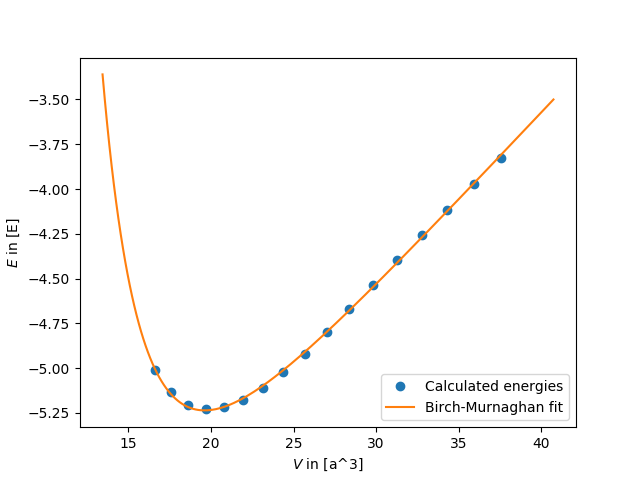 −3.50
−3.75
−4.00
−4.25
−4.50
−4.75
−5.00
−5.25
E in [E]
15 20 25 30 35 40
V in [a^3]
Calculated energies
Birch-Murnaghan fit